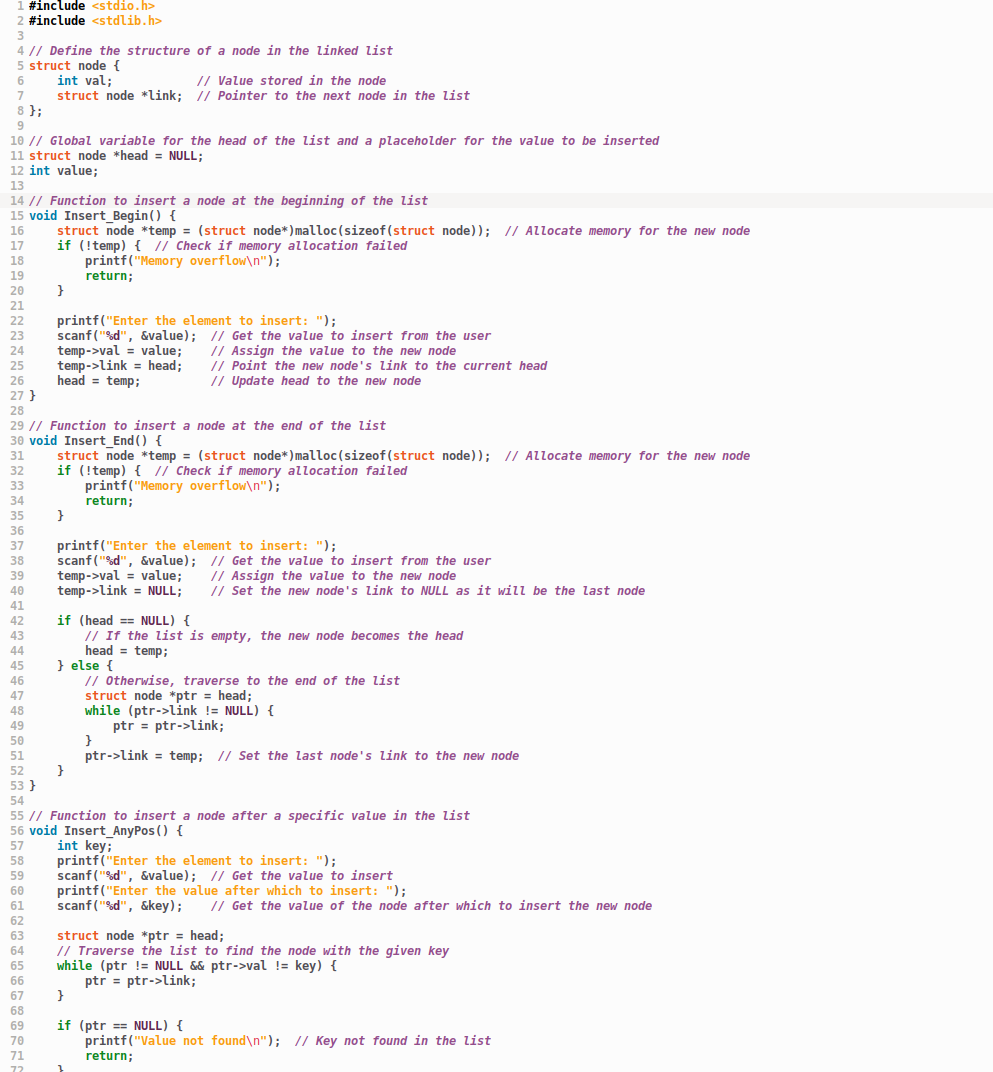 1 #include <stdio.h>
2 #include <stdlib.h>
3
4 // Define the structure of a node in the linked list
5 struct node {
6     int val;            // Value stored in the node
7     struct node *link;  // Pointer to the next node in the list
8 };
9
10 // Global variable for the head of the list and a placeholder for the value to be inserted
11 struct node *head = NULL;
12 int value;
13
14 // Function to insert a node at the beginning of the list
15 void Insert_Begin() {
16     struct node *temp = (struct node*)malloc(sizeof(struct node));  // Allocate memory for the new node
17     if (!temp) {  // Check if memory allocation failed
18         printf("Memory overflow\n");
19         return;
20     }
21
22     printf("Enter the element to insert: ");
23     scanf("%d", &value);  // Get the value to insert from the user
24     temp->val = value;    // Assign the value to the new node
25     temp->link = head;    // Point the new node's link to the current head
26     head = temp;          // Update head to the new node
27 }
28
29 // Function to insert a node at the end of the list
30 void Insert_End() {
31     struct node *temp = (struct node*)malloc(sizeof(struct node));  // Allocate memory for the new node
32     if (!temp) {  // Check if memory allocation failed
33         printf("Memory overflow\n");
34         return;
35     }
36
37     printf("Enter the element to insert: ");
38     scanf("%d", &value);  // Get the value to insert from the user
39     temp->val = value;    // Assign the value to the new node
40     temp->link = NULL;    // Set the new node's link to NULL as it will be the last node
41
42     if (head == NULL) {
43         // If the list is empty, the new node becomes the head
44         head = temp;
45     } else {
46         // Otherwise, traverse to the end of the list
47         struct node *ptr = head;
48         while (ptr->link != NULL) {
49             ptr = ptr->link;
50         }
51         ptr->link = temp;  // Set the last node's link to the new node
52     }
53 }
54
55 // Function to insert a node after a specific value in the list
56 void Insert_AnyPos() {
57     int key;
58     printf("Enter the element to insert: ");
59     scanf("%d", &value);  // Get the value to insert
60     printf("Enter the value after which to insert: ");
61     scanf("%d", &key);    // Get the value of the node after which to insert the new node
62
63     struct node *ptr = head;
64     // Traverse the list to find the node with the given key
65     while (ptr != NULL && ptr->val != key) {
66         ptr = ptr->link;
67     }
68
69     if (ptr == NULL) {
70         printf("Value not found\n");  // Key not found in the list
71         return;
72     }